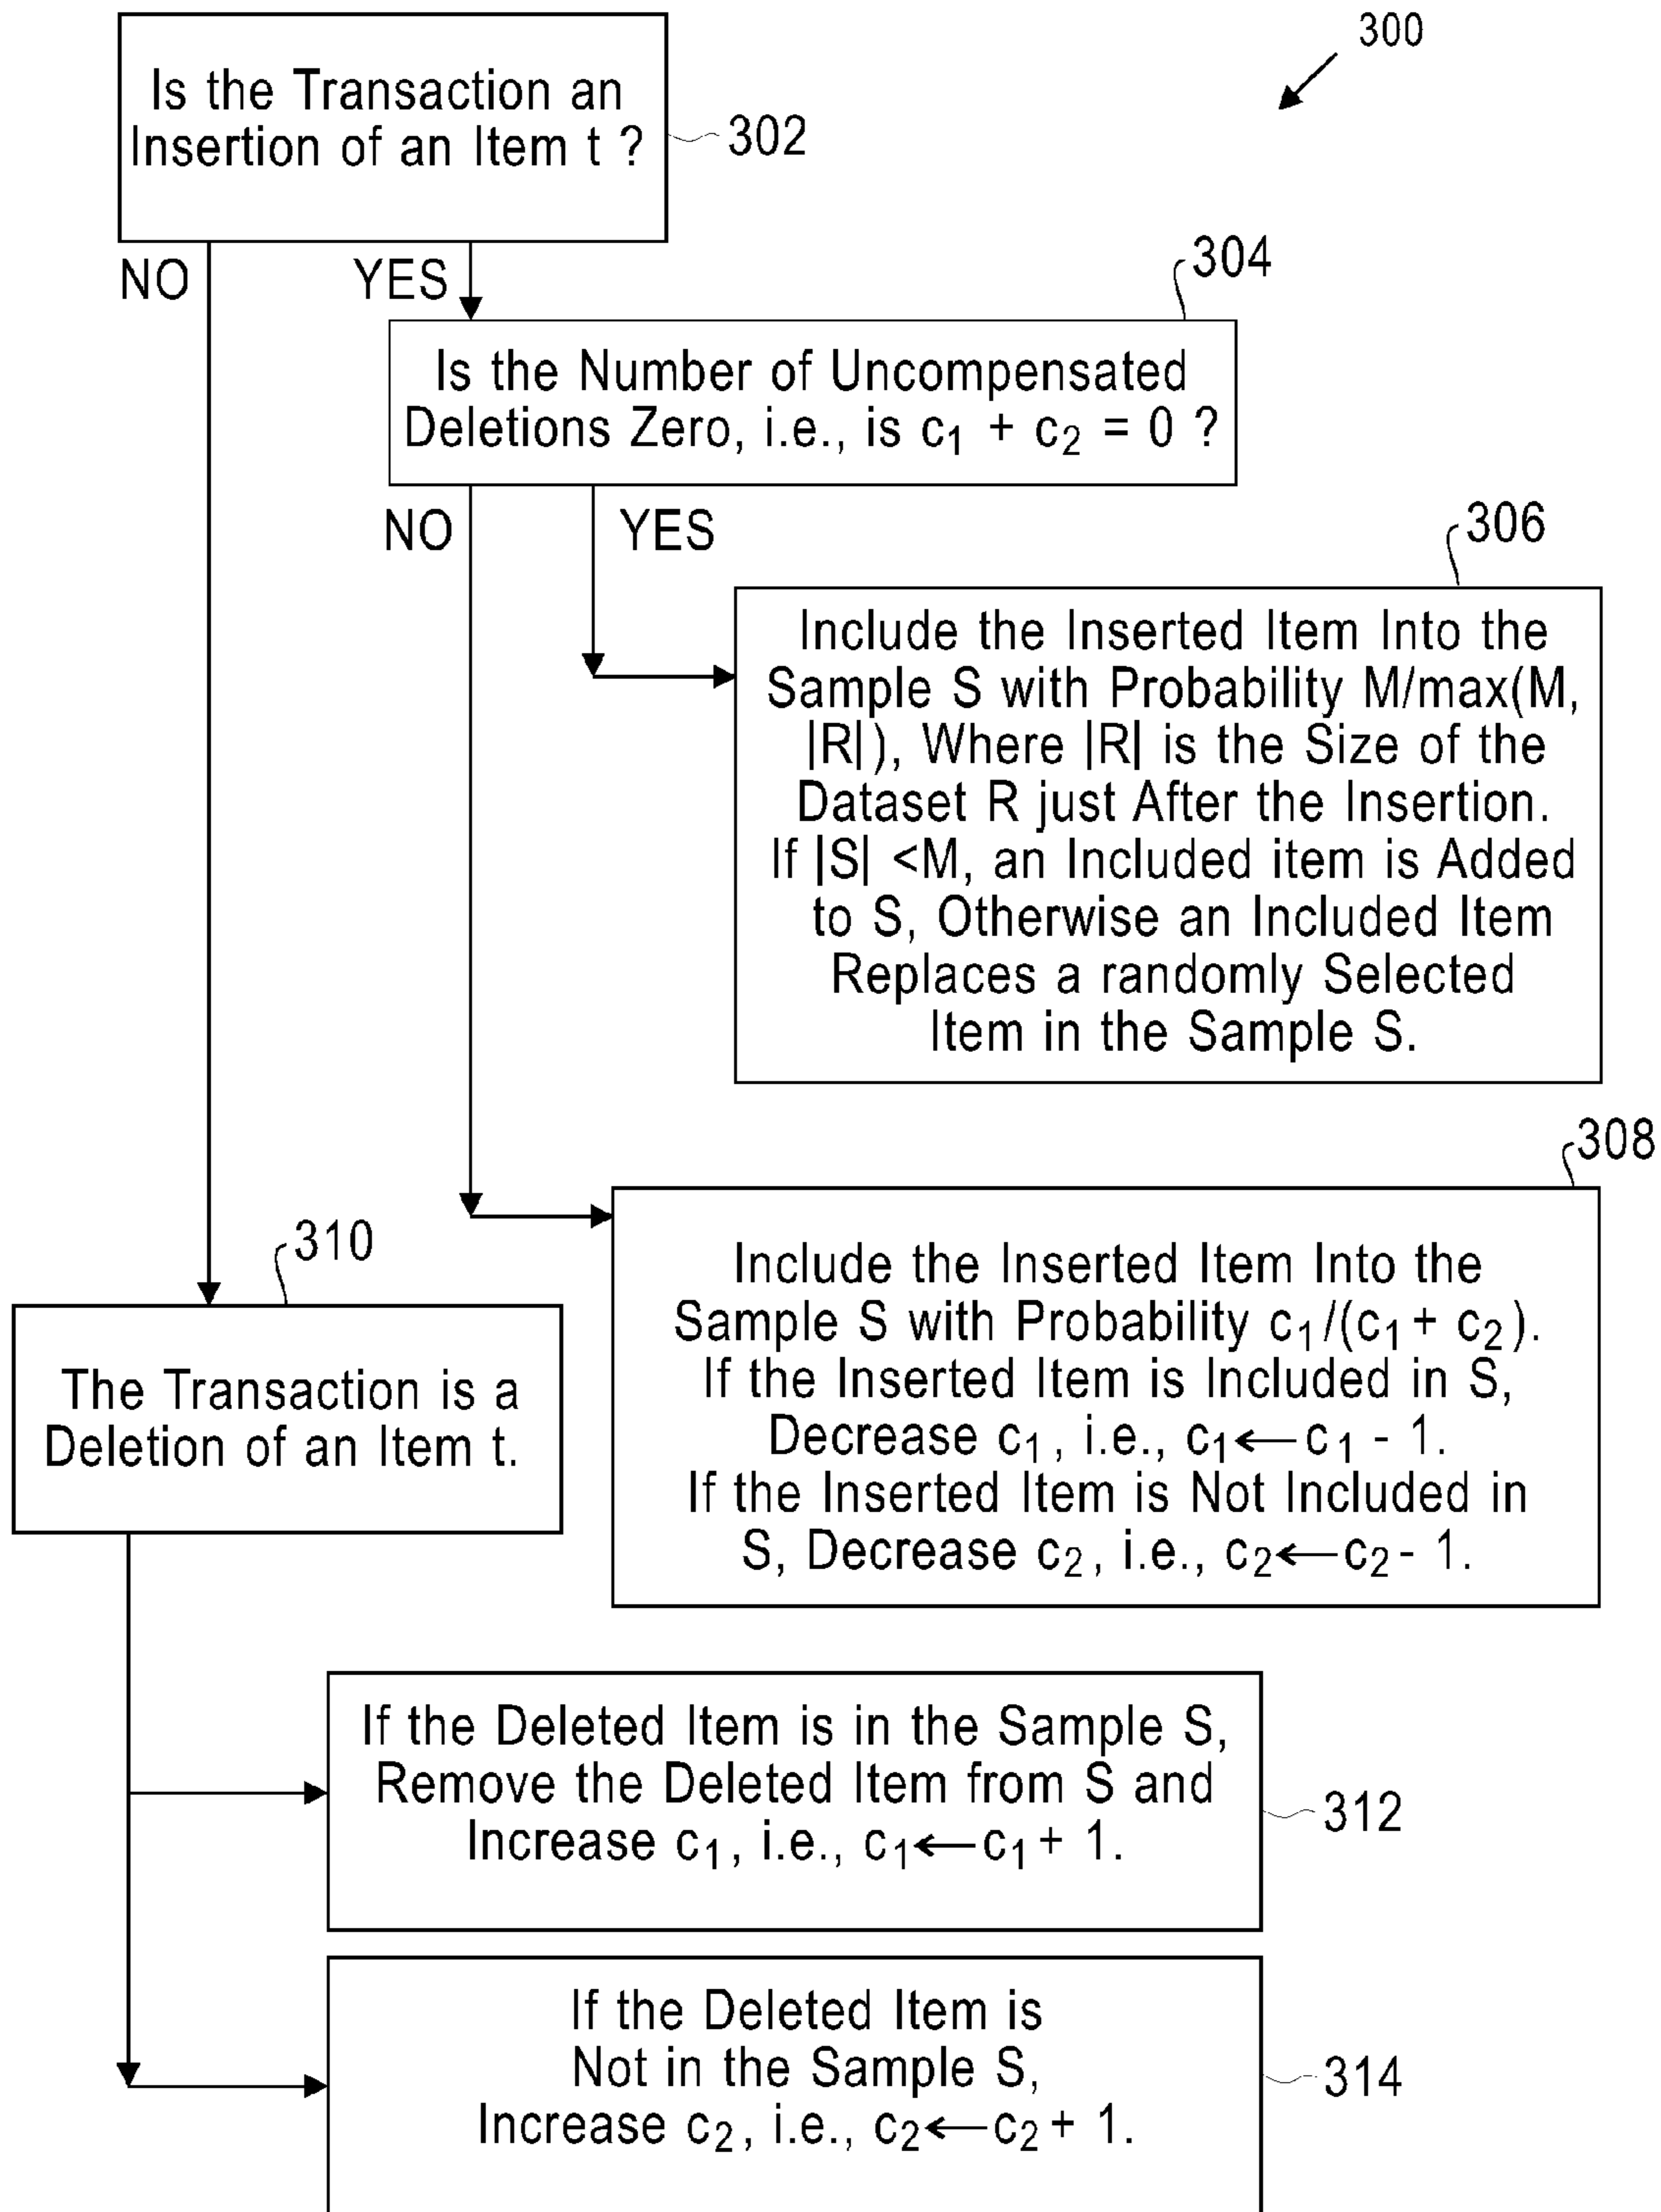 300
Is the Transaction an
Insertion of an Item t ?
302
NO
YES
304
Is the Number of Uncompensated
Deletions Zero, i.e., is c₁ + c₂ = 0 ?
NO
YES
306
Include the Inserted Item Into the
Sample S with Probability M/max(M,
|R|), Where |R| is the Size of the
Dataset R just After the Insertion.
If |S| <M, an Included item is Added
to S, Otherwise an Included Item
Replaces a randomly Selected
Item in the Sample S.
308
Include the Inserted Item Into the
Sample S with Probability c₁/(c₁+ c₂).
If the Inserted Item is Included in S,
Decrease c₁, i.e., c₁←c₁ - 1.
If the Inserted Item is Not Included in
S, Decrease c₂, i.e., c₂←c₂ - 1.
310
The Transaction is a
Deletion of an Item t.
If the Deleted Item is in the Sample S,
Remove the Deleted Item from S and
Increase c₁, i.e., c₁←c₁+ 1.
312
If the Deleted Item is
Not in the Sample S,
Increase c₂, i.e., c₂←c₂+ 1.
314